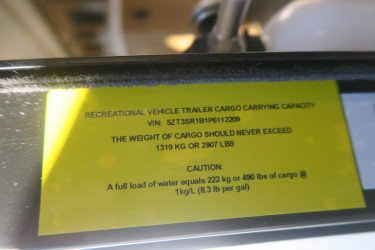 RECREATIONAL VEHICLE TRAILER CARGO CARRYING CAPACITY
VIN: 5ZT3SR1B1P6112209
THE WEIGHT OF CARGO SHOULD NEVER EXCEED
1319 KG OR 2907 LBS
CAUTION:
A full load of water equals 222 kg or 490 lbs of cargo @
1kg/L (8.3 lb per gal)